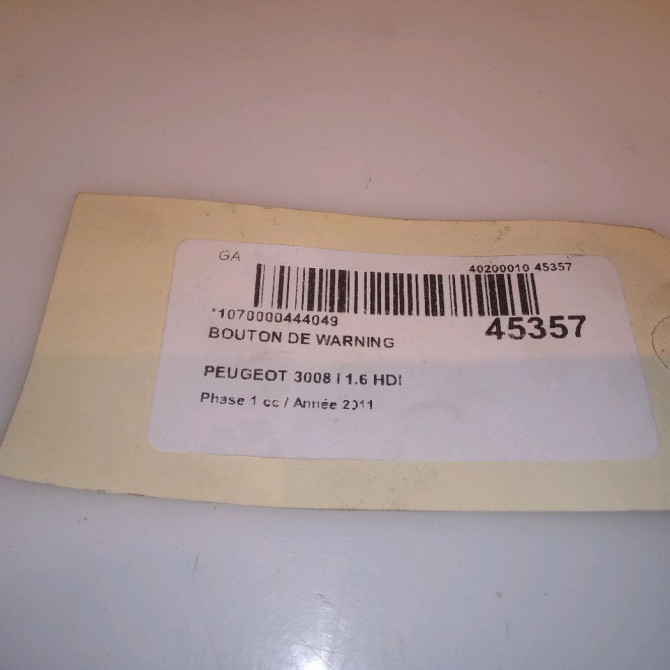 GA
40200010 45357
*1070000444049
45357
BOUTON DE WARNING
PEUGEOT 3008 I 1.6 HDI
Phase 1 cc / Année 2011